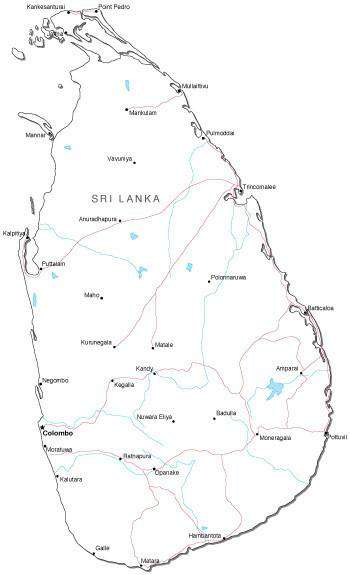 Kankesanturai
Point Pedro
Mullaittivu
Mankulam
Pulmoddai
Mannar
Vavuniya
SRI LANKA
Trincomalee
Anuradhapura
Kalpitiya
Puttalam
Polonnaruwa
Maho
Batticaloa
Kurunegala
Matale
Kandy
Amparai
Negombo
Kegalla
Nuwara Eliya
Badulla
Colombo
Moneragala
Pottuvil
Moratuwa
Ratnapura
Opanake
Kalutara
Hambantota
Galle
Matara